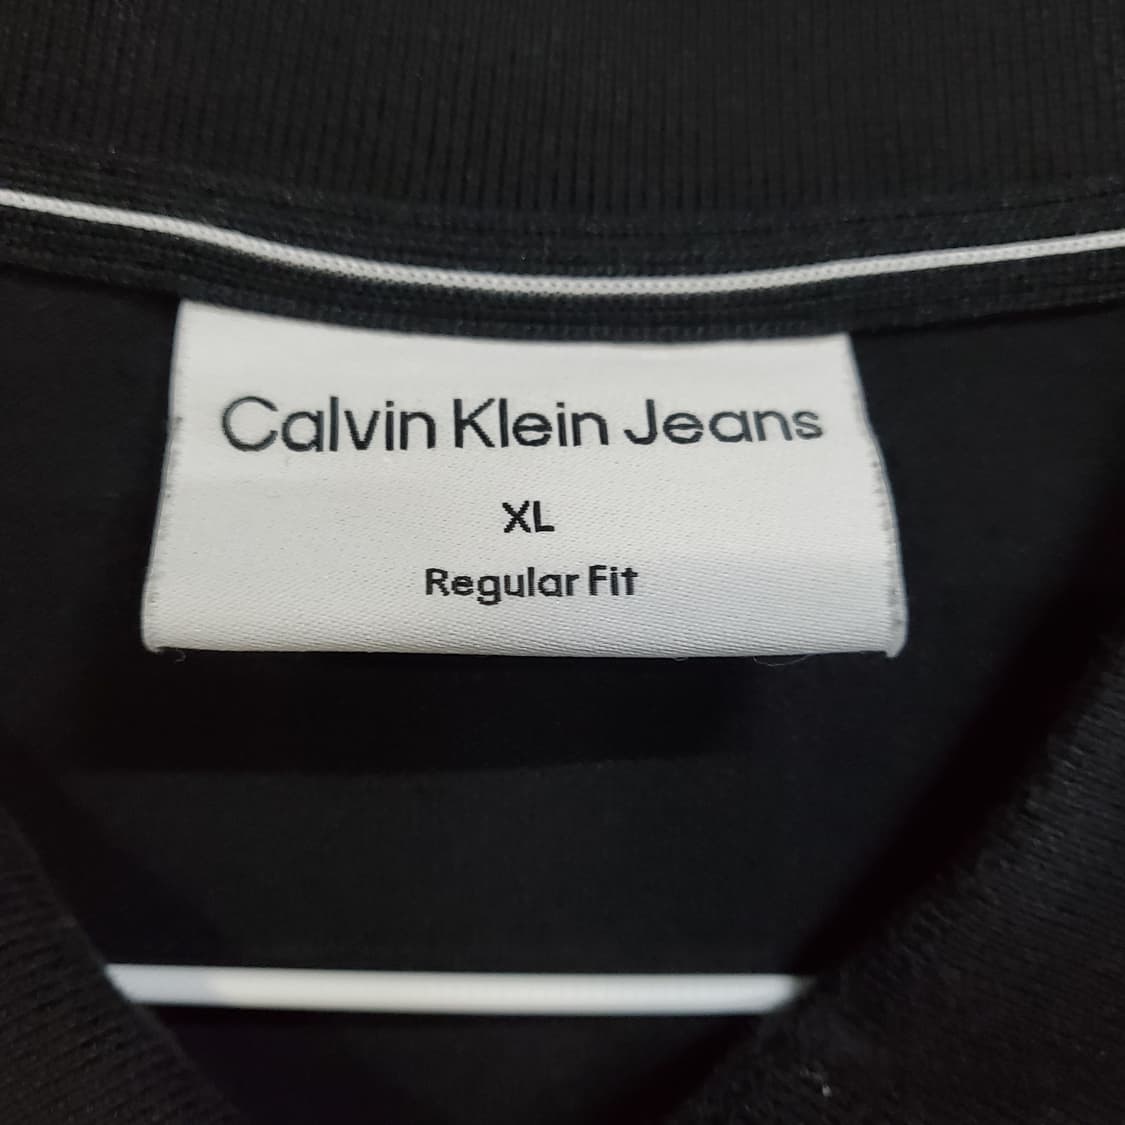 Calvin Klein Jeans
XL
Regular Fit